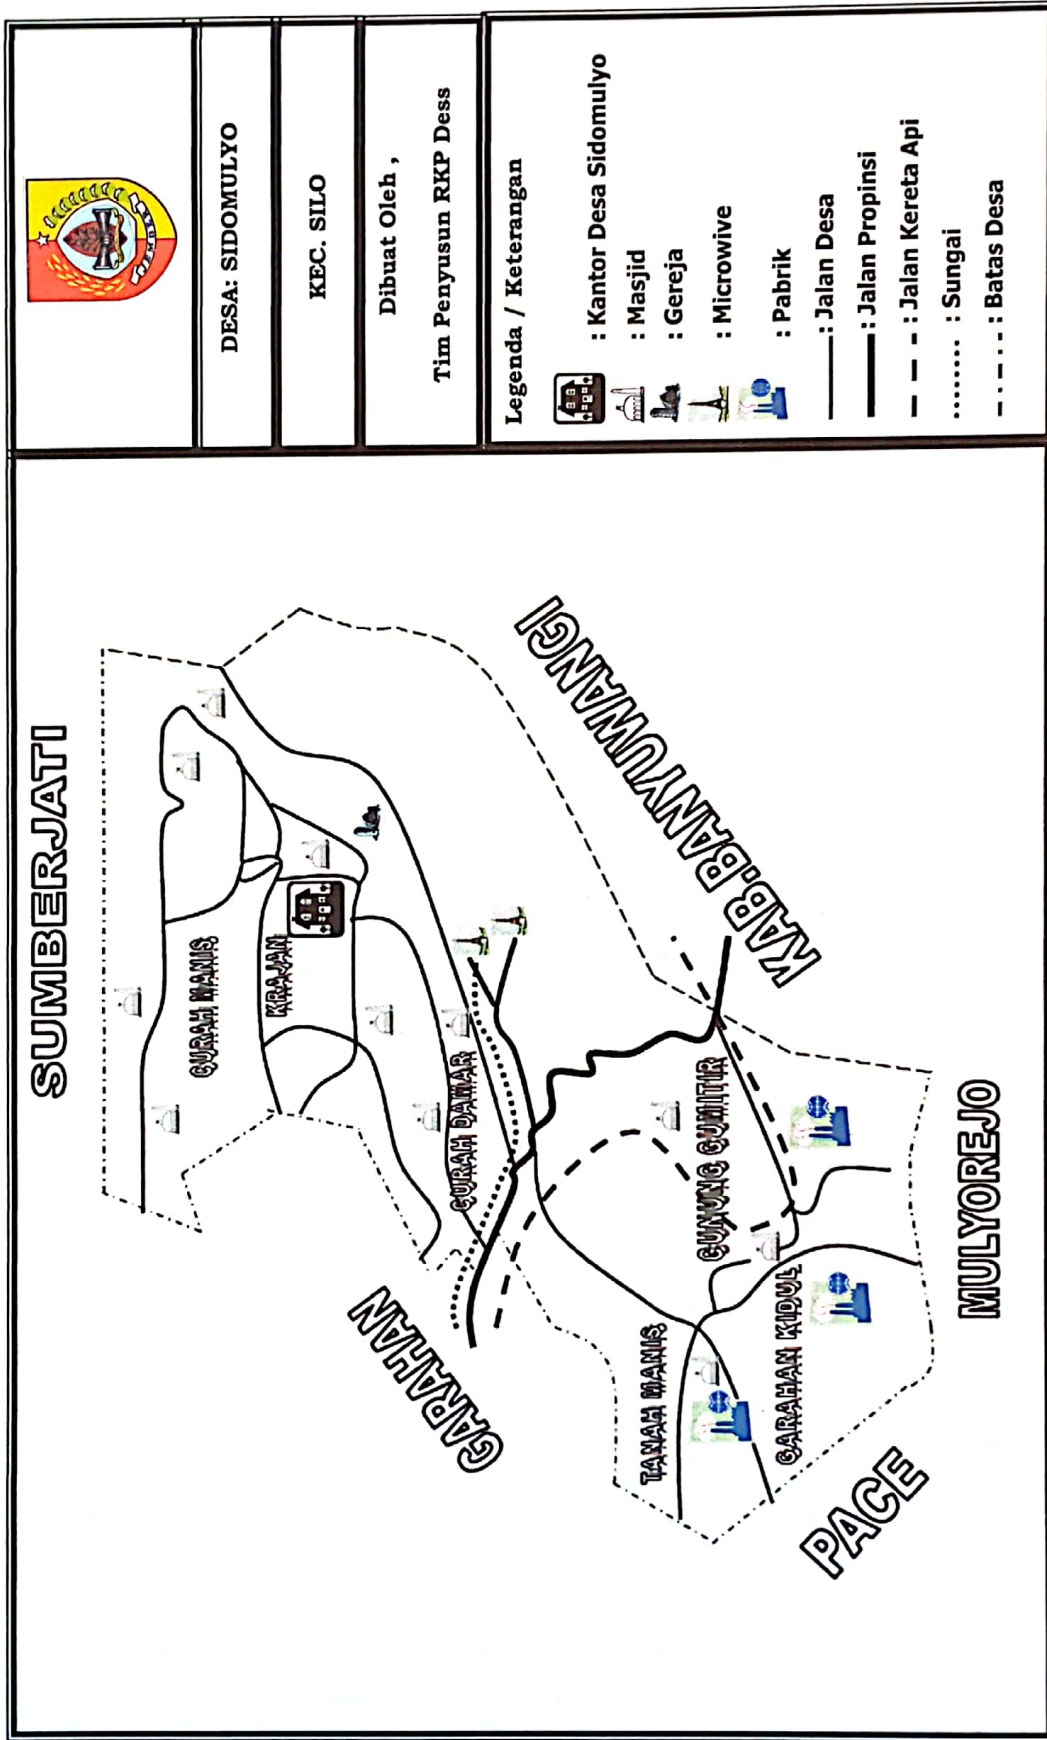 SUMBERJATI
CURAH MANIS
KRAJAN
CURAH DAMAR
GARAHAN
KAB.BANYUWANGI
GUNUNG GUMITIR
TANAH MANIS
GARAHAN KIDUL
PACE
MULYOREJO
JEMBER
DESA: SIDOMULYO
KEC. SILO
Dibuat Oleh ,
Tim Penyusun RKP Dess
Legenda / Keterangan
: Kantor Desa Sidomulyo
: Masjid
: Gereja
: Microwive
: Pabrik
: Jalan Desa
: Jalan Propinsi
: Jalan Kereta Api
: Sungai
: Batas Desa